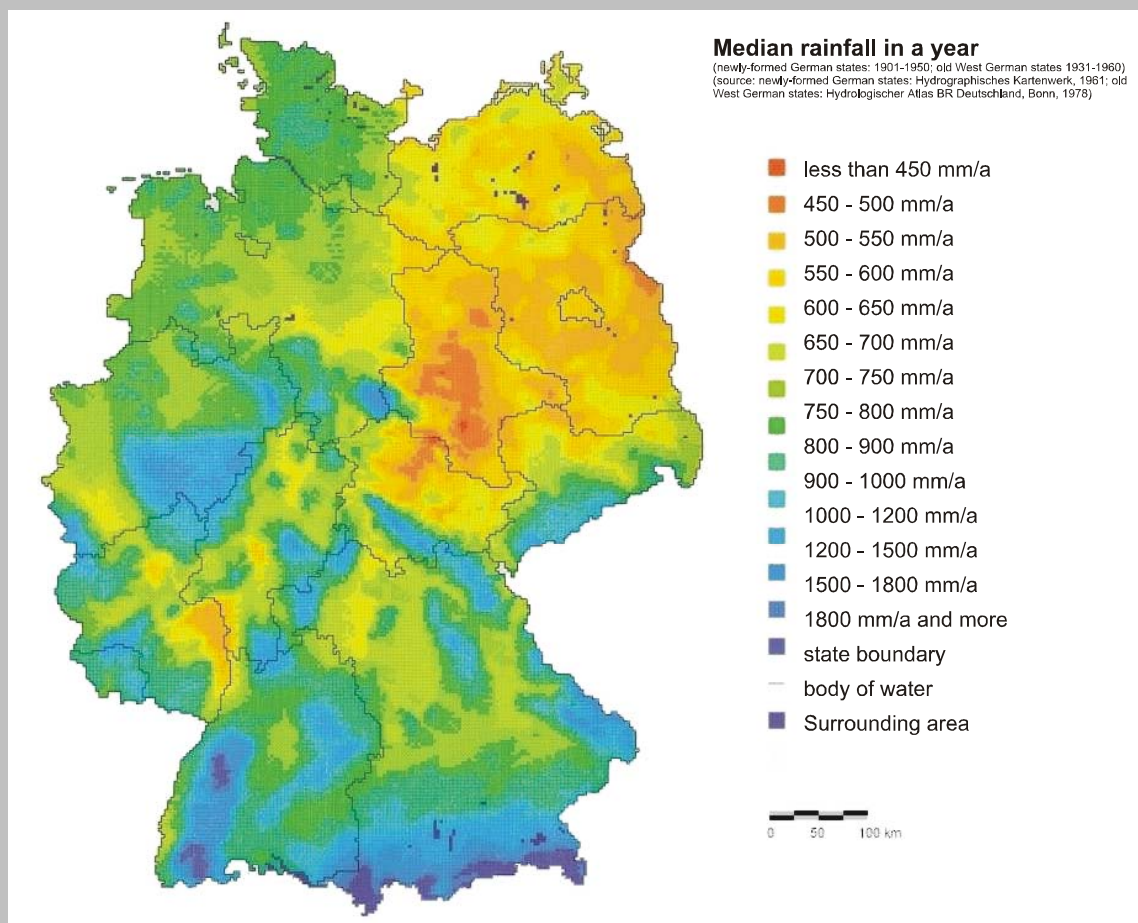 Median rainfall in a year
(newly-formed German states: 1901-1950; old West German states 1931-1960)
(source: newly-formed German states: Hydrographisches Kartenwerk, 1961; old
West German states: Hydrologischer Atlas BR Deutschland, Bonn, 1978)
less than 450 mm/a
450 - 500 mm/a
500 - 550 mm/a
550 - 600 mm/a
600 - 650 mm/a
650 - 700 mm/a
700 - 750 mm/a
750 - 800 mm/a
800 - 900 mm/a
900 - 1000 mm/a
1000 - 1200 mm/a
1200 - 1500 mm/a
1500 - 1800 mm/a
1800 mm/a and more
state boundary
body of water
Surrounding area
0 50 100 km